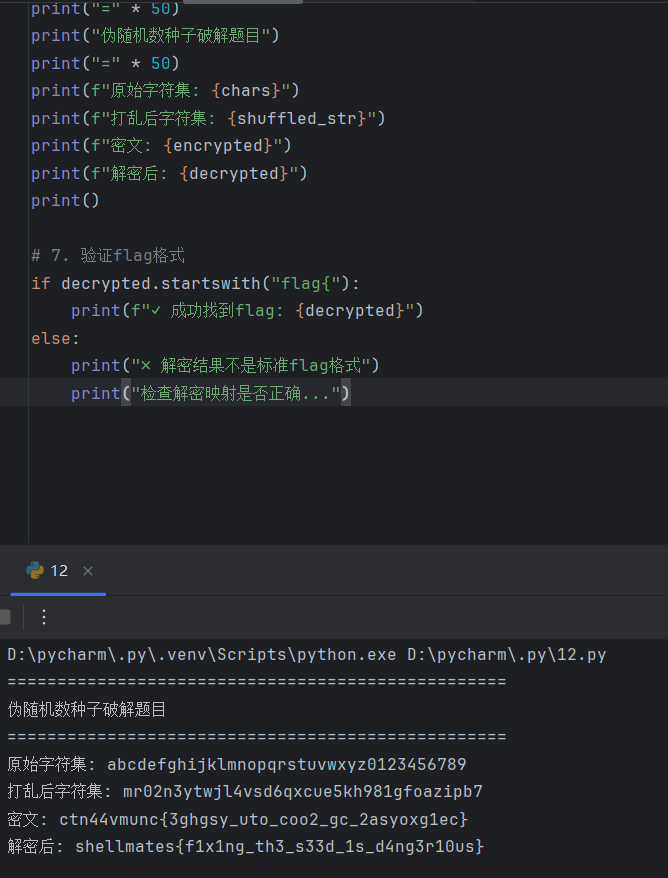 print("=" * 50)
print("伪随机数种子破解题目")
print("=" * 50)
print(f"原始字符集: {chars}")
print(f"打乱后字符集: {shuffled_str}")
print(f"密文: {encrypted}")
print(f"解密后: {decrypted}")
print()
# 7. 验证flag格式
if decrypted.startswith("flag{"):
    print(f"✓ 成功找到flag: {decrypted}")
else:
    print("✗ 解密结果不是标准flag格式")
    print("检查解密映射是否正确...")
12
D:\pycharm\.py\.venv\Scripts\python.exe D:\pycharm\.py\12.py
==================================================
伪随机数种子破解题目
==================================================
原始字符集: abcdefghijklmnopqrstuvwxyz0123456789
打乱后字符集: mr02n3ytwjl4vsd6qxcue5kh981gfoazipb7
密文: ctn44vmunc{3ghgsy_uto_coo2_gc_2asyoxg1ec}
解密后: shellmates{f1x1ng_th3_s33d_1s_d4ng3r10us}